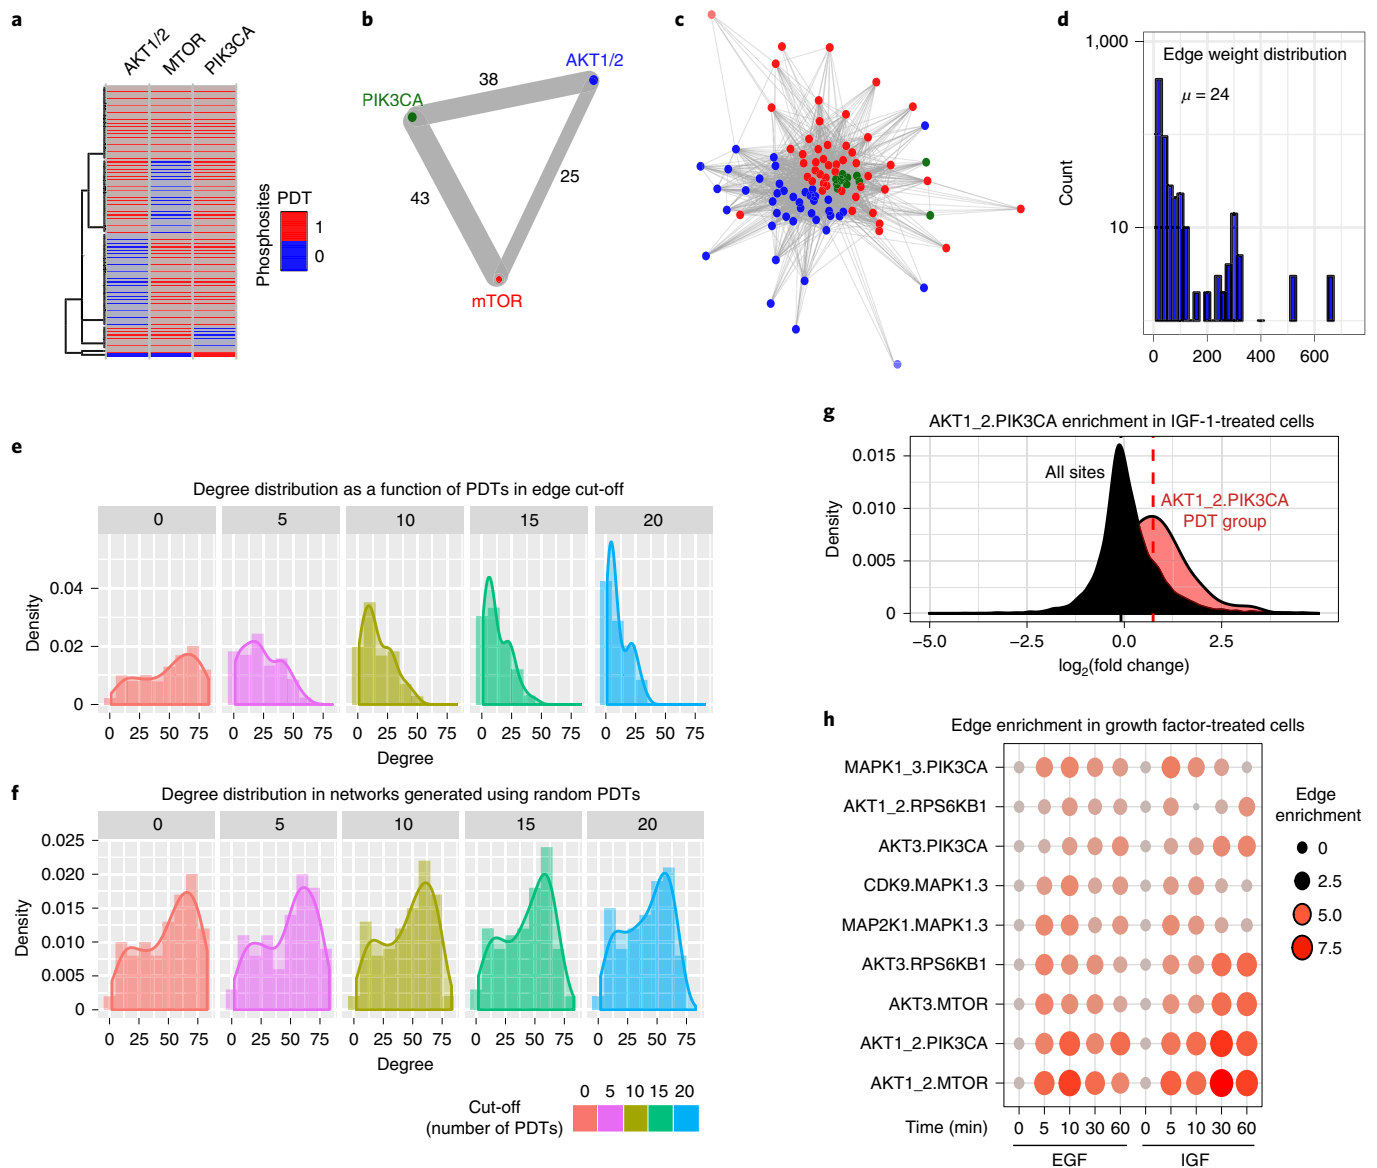 a
AKT1/2
MTOR
PIK3CA
Phosphosites
PDT
1
0
b
AKT1/2
38
PIK3CA
25
43
mTOR
c
d
1,000
Edge weight distribution
μ = 24
Count
10
0 200 400 600
e
Degree distribution as a function of PDTs in edge cut-off
0 5 10 15 20
Density
0.04
0.02
0
0 25 50 75 0 25 50 75 0 25 50 75 0 25 50 75 0 25 50 75
Degree
f
Degree distribution in networks generated using random PDTs
0 5 10 15 20
Density
0.025
0.020
0.015
0.010
0.005
0
0 25 50 75 0 25 50 75 0 25 50 75 0 25 50 75 0 25 50 75
Degree
0 5 10 15 20
Cut-off
(number of PDTs)
g
AKT1_2.PIK3CA enrichment in IGF-1-treated cells
Density
0.015
0.010
0.005
0
All sites
AKT1_2.PIK3CA
PDT group
–5.0 –2.5 0.0 2.5
log2(fold change)
h
Edge enrichment in growth factor-treated cells
MAPK1_3.PIK3CA
AKT1_2.RPS6KB1
AKT3.PIK3CA
CDK9.MAPK1.3
MAP2K1.MAPK1.3
AKT3.RPS6KB1
AKT3.MTOR
AKT1_2.PIK3CA
AKT1_2.MTOR
Time (min) 0 5 10 30 60 0 5 10 30 60
EGF IGF
Edge
enrichment
0
2.5
5.0
7.5